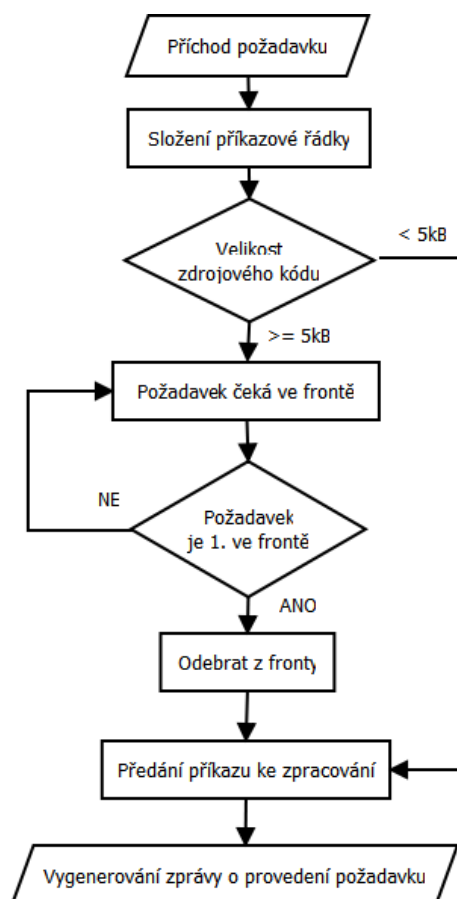 Příchod požadavku
Složení příkazové řádky
Velikost
zdrojového kódu
< 5kB
>= 5kB
Požadavek čeká ve frontě
NE
Požadavek
je 1. ve frontě
ANO
Odebrat z fronty
Předání příkazu ke zpracování
Vygenerování zprávy o provedení požadavku